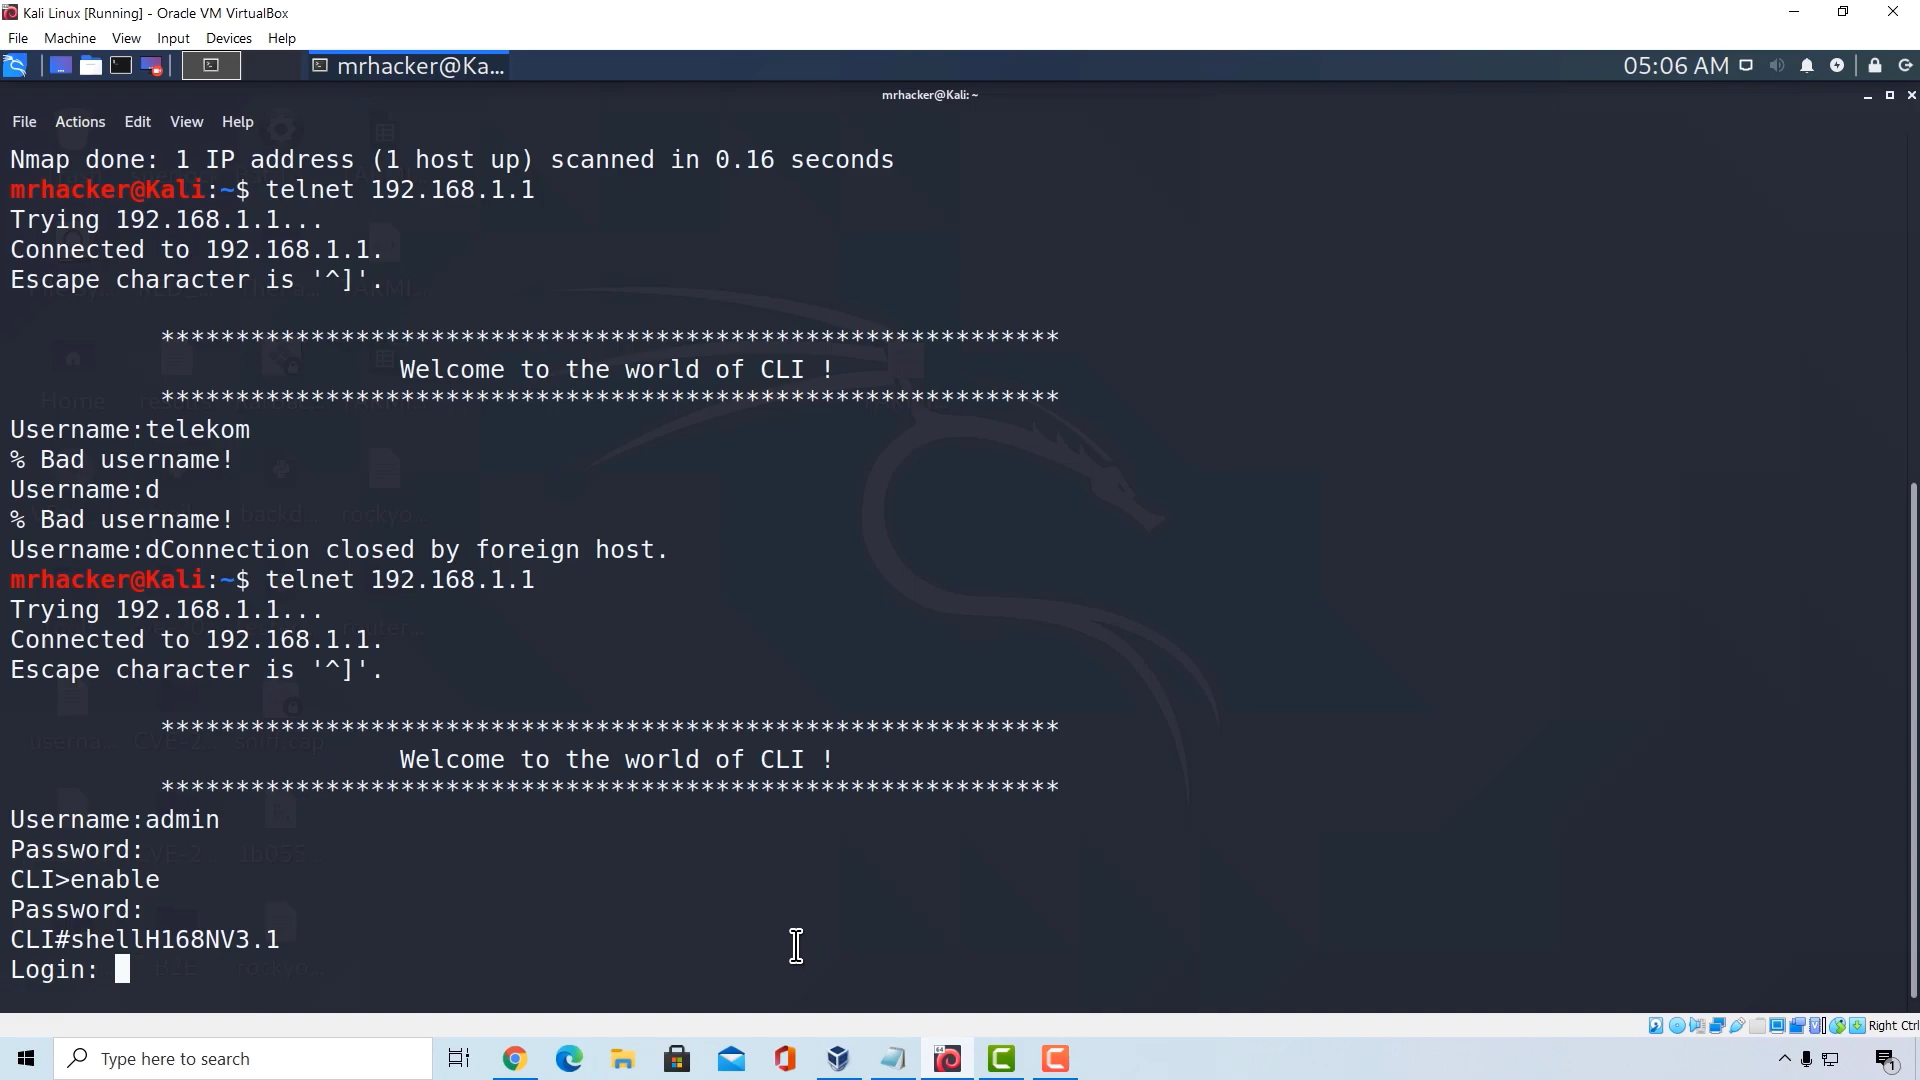 Kali Linux [Running] - Oracle VM VirtualBox
File Machine View Input Devices Help
mrhacker@Ka...
05:06 AM
mrhacker@Kali: ~
File Actions Edit View Help
Nmap done: 1 IP address (1 host up) scanned in 0.16 seconds
mrhacker@Kali:~$ telnet 192.168.1.1
Trying 192.168.1.1...
Connected to 192.168.1.1.
Escape character is '^]'.
************************************************************
Welcome to the world of CLI !
************************************************************
Username:telekom
% Bad username!
Username:d
% Bad username!
Username:dConnection closed by foreign host.
mrhacker@Kali:~$ telnet 192.168.1.1
Trying 192.168.1.1...
Connected to 192.168.1.1.
Escape character is '^]'.
************************************************************
Welcome to the world of CLI !
************************************************************
Username:admin
Password:
CLI>enable
Password:
CLI#shellH168NV3.1
Login:
Right Ctrl
Type here to search
1